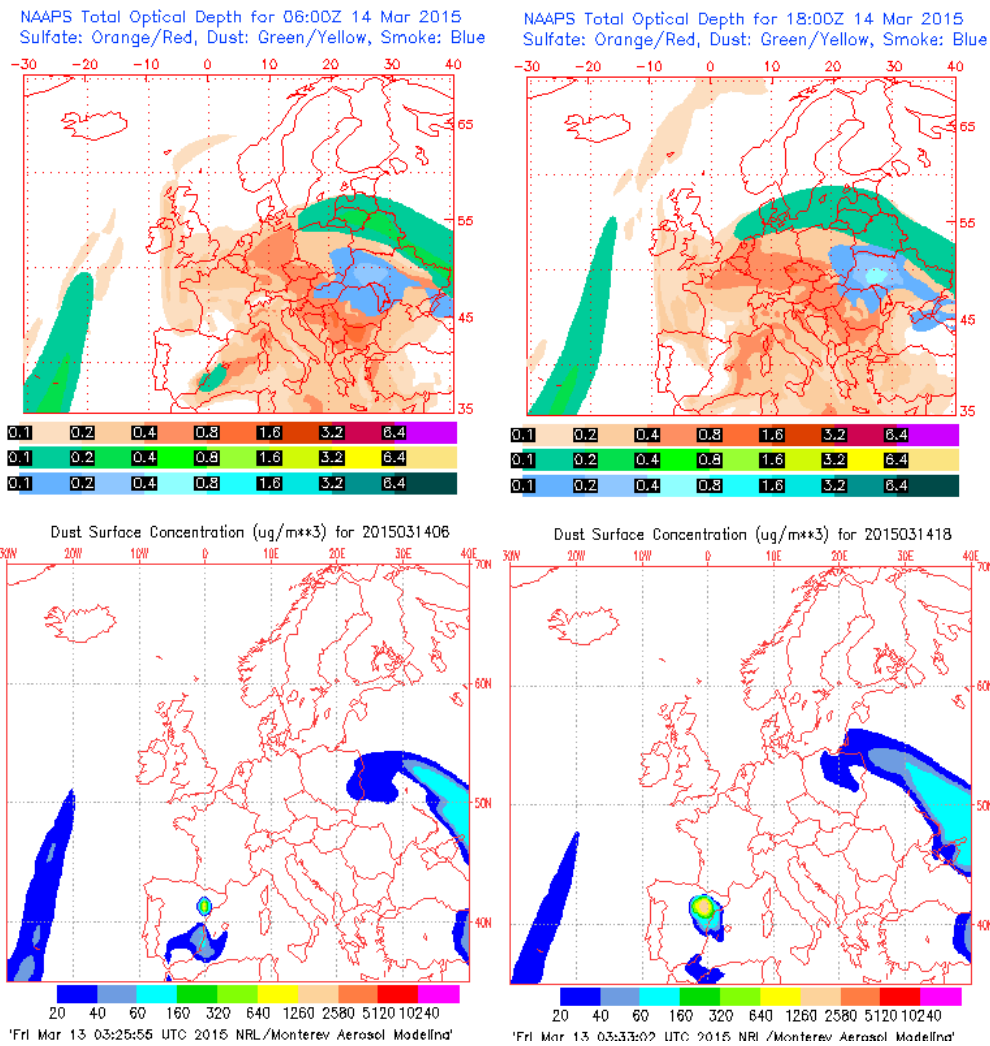 NAAPS Total Optical Depth for 06:00Z 14 Mar 2015
Sulfate: Orange/Red, Dust: Green/Yellow, Smoke: Blue
-30 -20 -10 0 10 20 30 40
65
55
45
35
0.1 0.2 0.4 0.8 1.6 3.2 6.4
0.1 0.2 0.4 0.8 1.6 3.2 6.4
0.1 0.2 0.4 0.8 1.6 3.2 6.4
NAAPS Total Optical Depth for 18:00Z 14 Mar 2015
Sulfate: Orange/Red, Dust: Green/Yellow, Smoke: Blue
-30 -20 -10 0 10 20 30 40
65
55
45
35
0.1 0.2 0.4 0.8 1.6 3.2 6.4
0.1 0.2 0.4 0.8 1.6 3.2 6.4
0.1 0.2 0.4 0.8 1.6 3.2 6.4
Dust Surface Concentration (ug/m**3) for 2015031406
30W 20W 10W 0 10E 20E 30E 40E
70N
60N
50N
40N
20 40 60 160 320 640 1260 2580 5120 10240
'Fri Mar 13 03:25:55 UTC 2015 NRL/Monterey Aerosol Modeling'
Dust Surface Concentration (ug/m**3) for 2015031418
30W 20W 10W 0 10E 20E 30E 40E
70N
60N
50N
40N
20 40 60 160 320 640 1260 2580 5120 10240
'Fri Mar 13 03:33:02 UTC 2015 NRL/Monterey Aerosol Modeling'